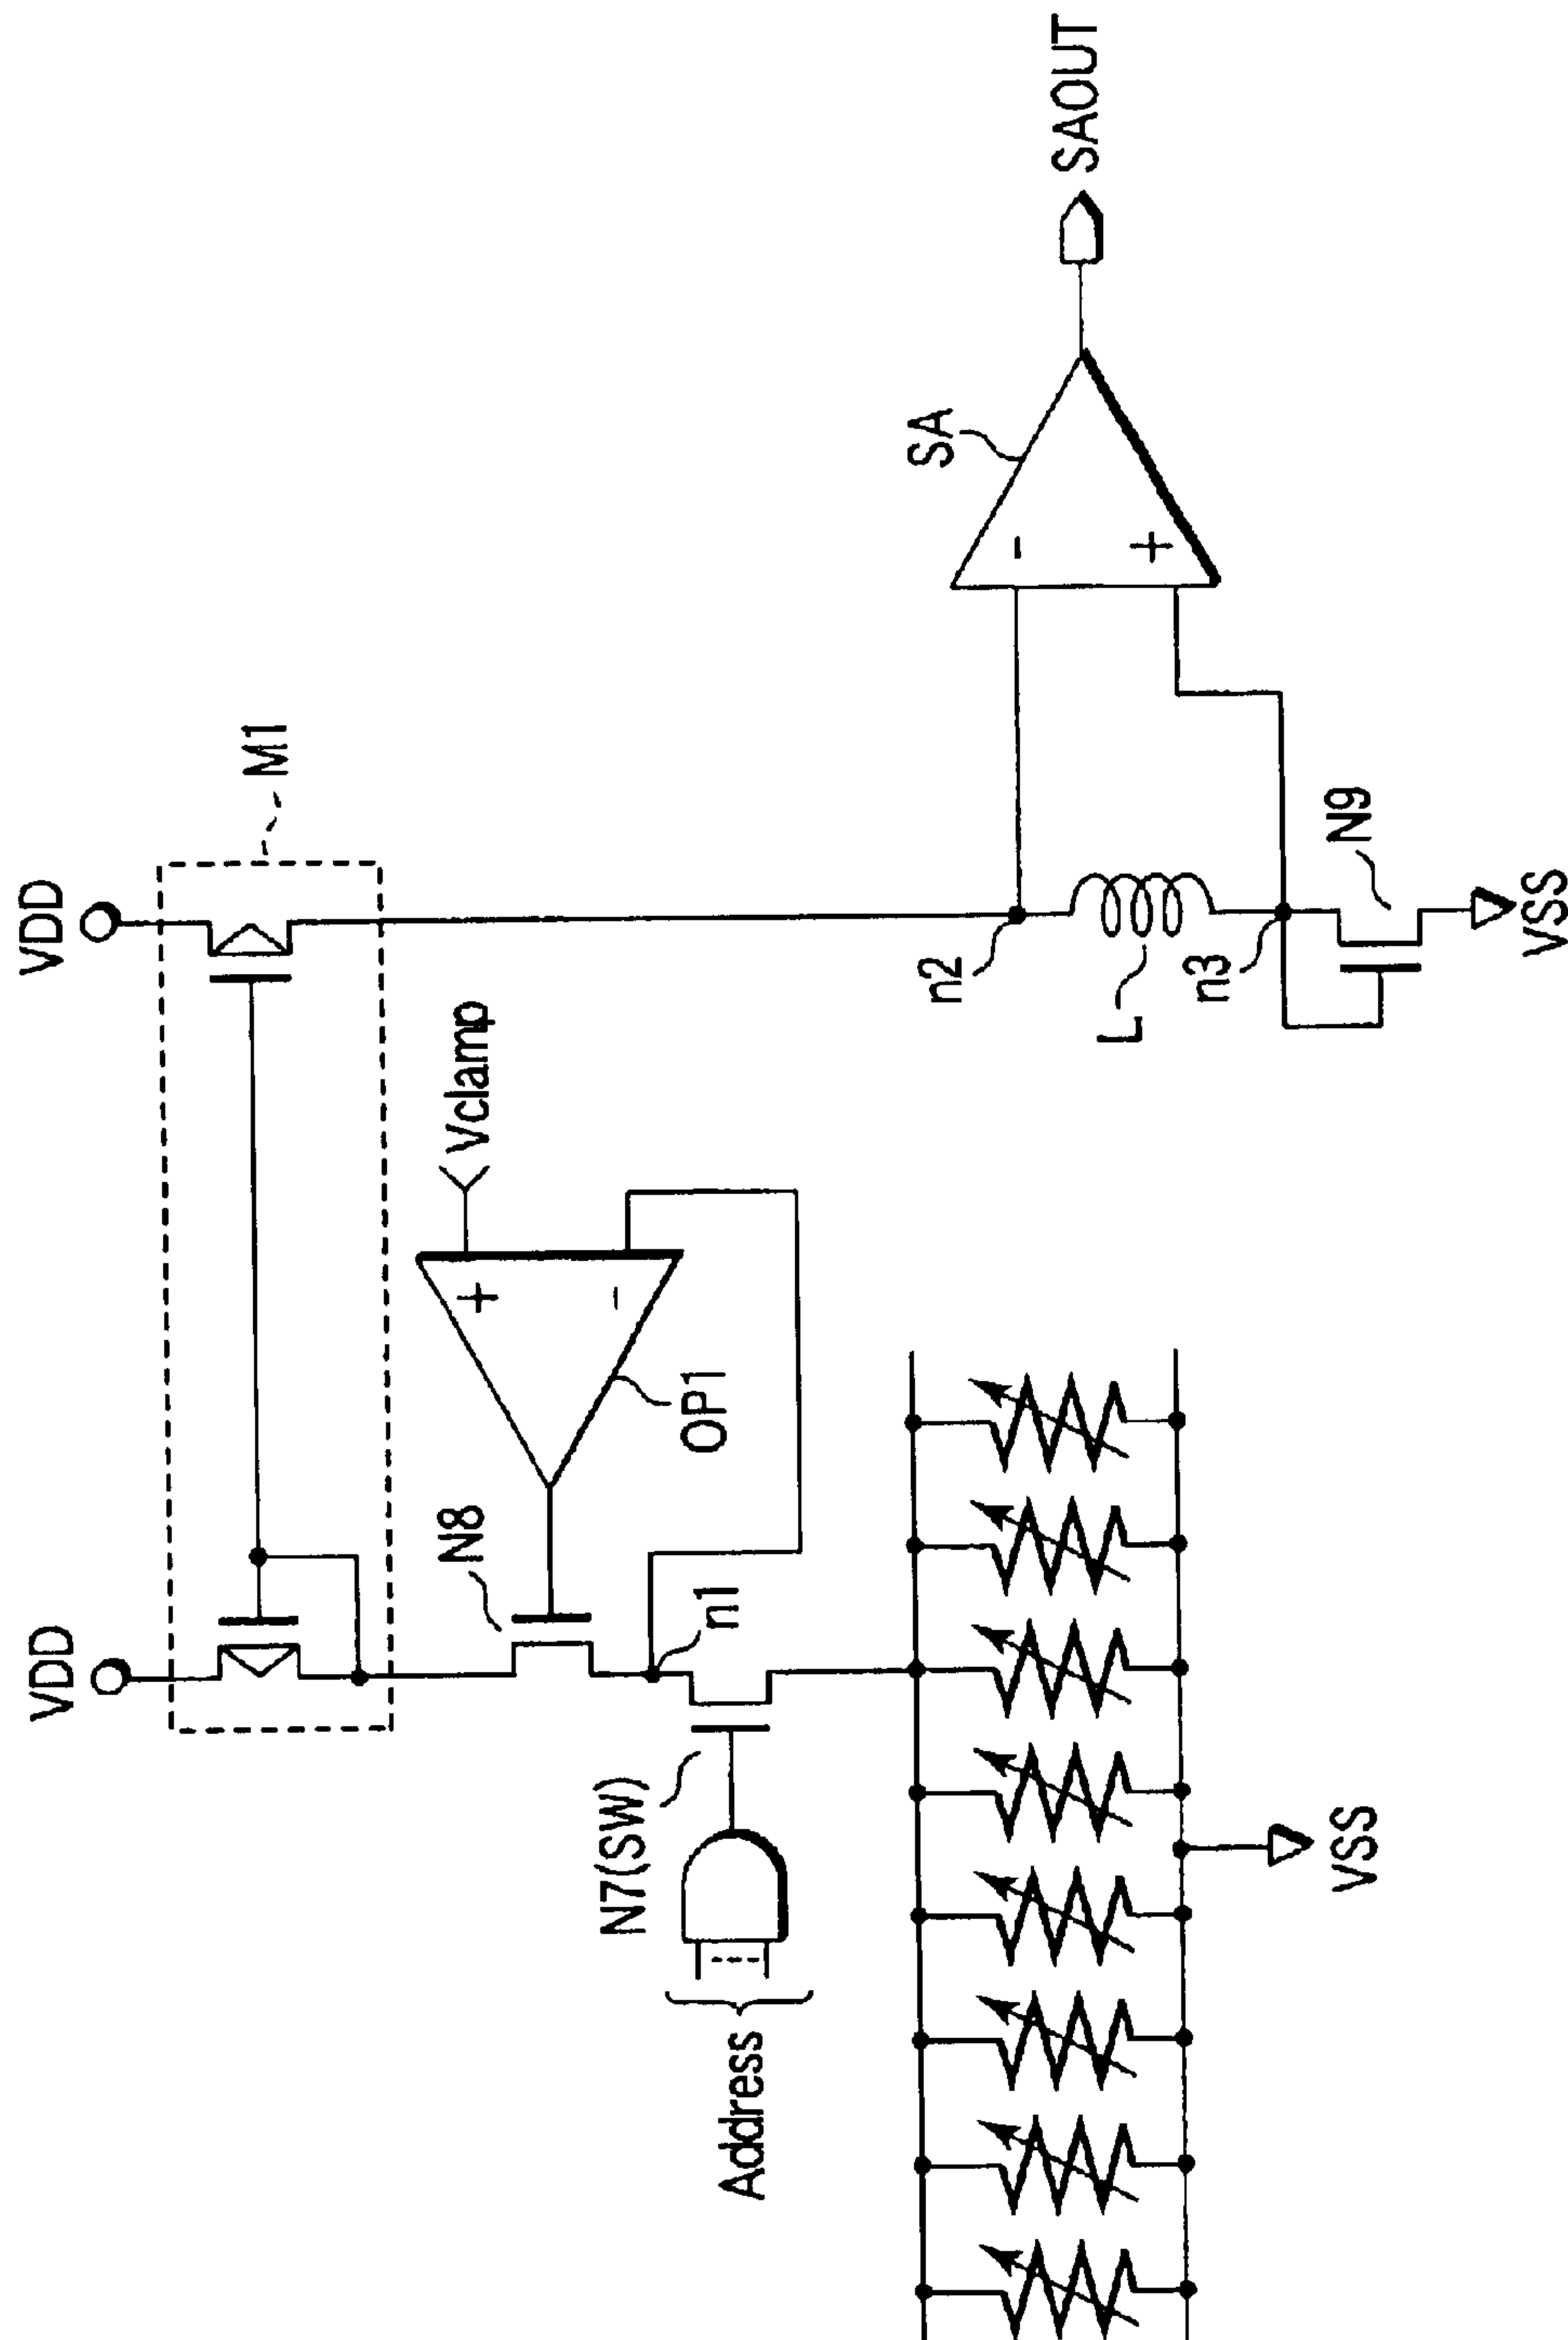 VDD
VDD
M1
Vclamp
+
-
OP1
N8
n1
N7(SW)
Address
VSS
n2
L
n3
N9
VSS
-
+
SA
SAOUT